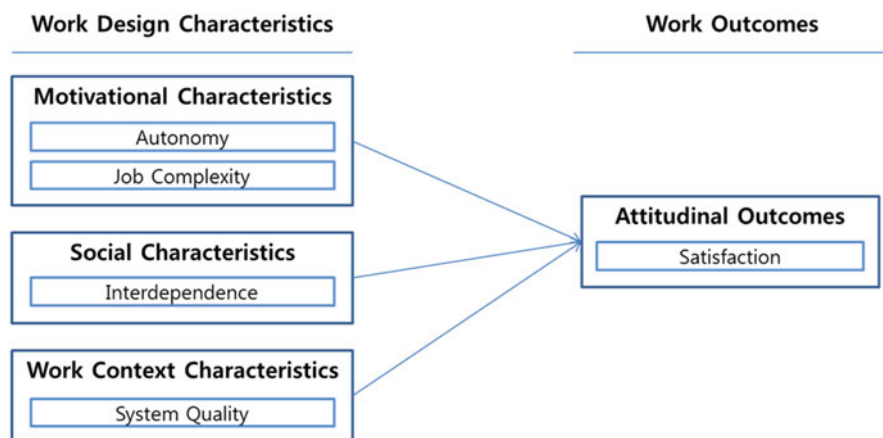 Work Design Characteristics
Work Outcomes
Motivational Characteristics
Autonomy
Job Complexity
Social Characteristics
Interdependence
Work Context Characteristics
System Quality
Attitudinal Outcomes
Satisfaction